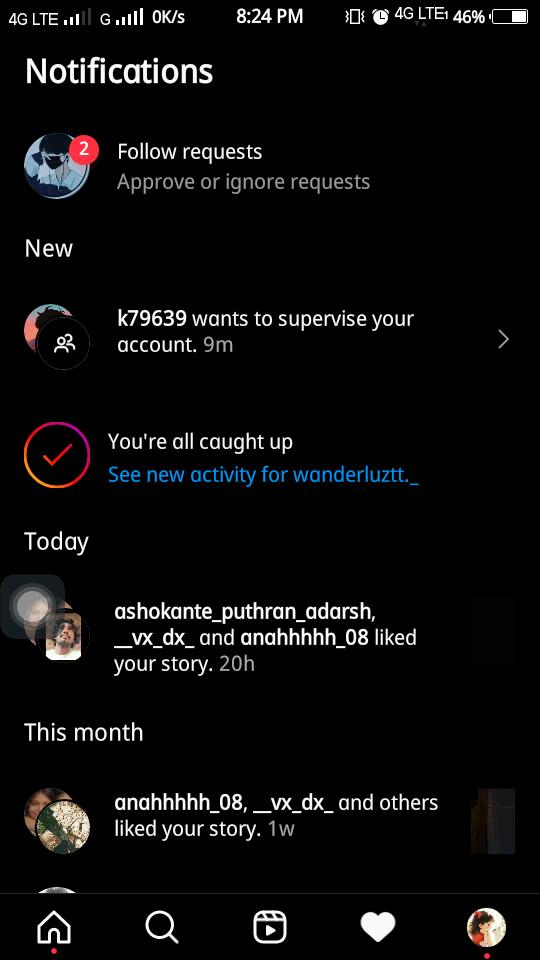 4G LTE G 0K/s 8:24 PM 4G LTE 46%
Notifications
2
Follow requests
Approve or ignore requests
New
k79639 wants to supervise your
account. 9m
You're all caught up
See new activity for wanderluztt._
Today
ashokante_puthran_adarsh,
__vx_dx_ and anahhhhh_08 liked
your story. 20h
This month
anahhhhh_08, __vx_dx_ and others
liked your story. 1w